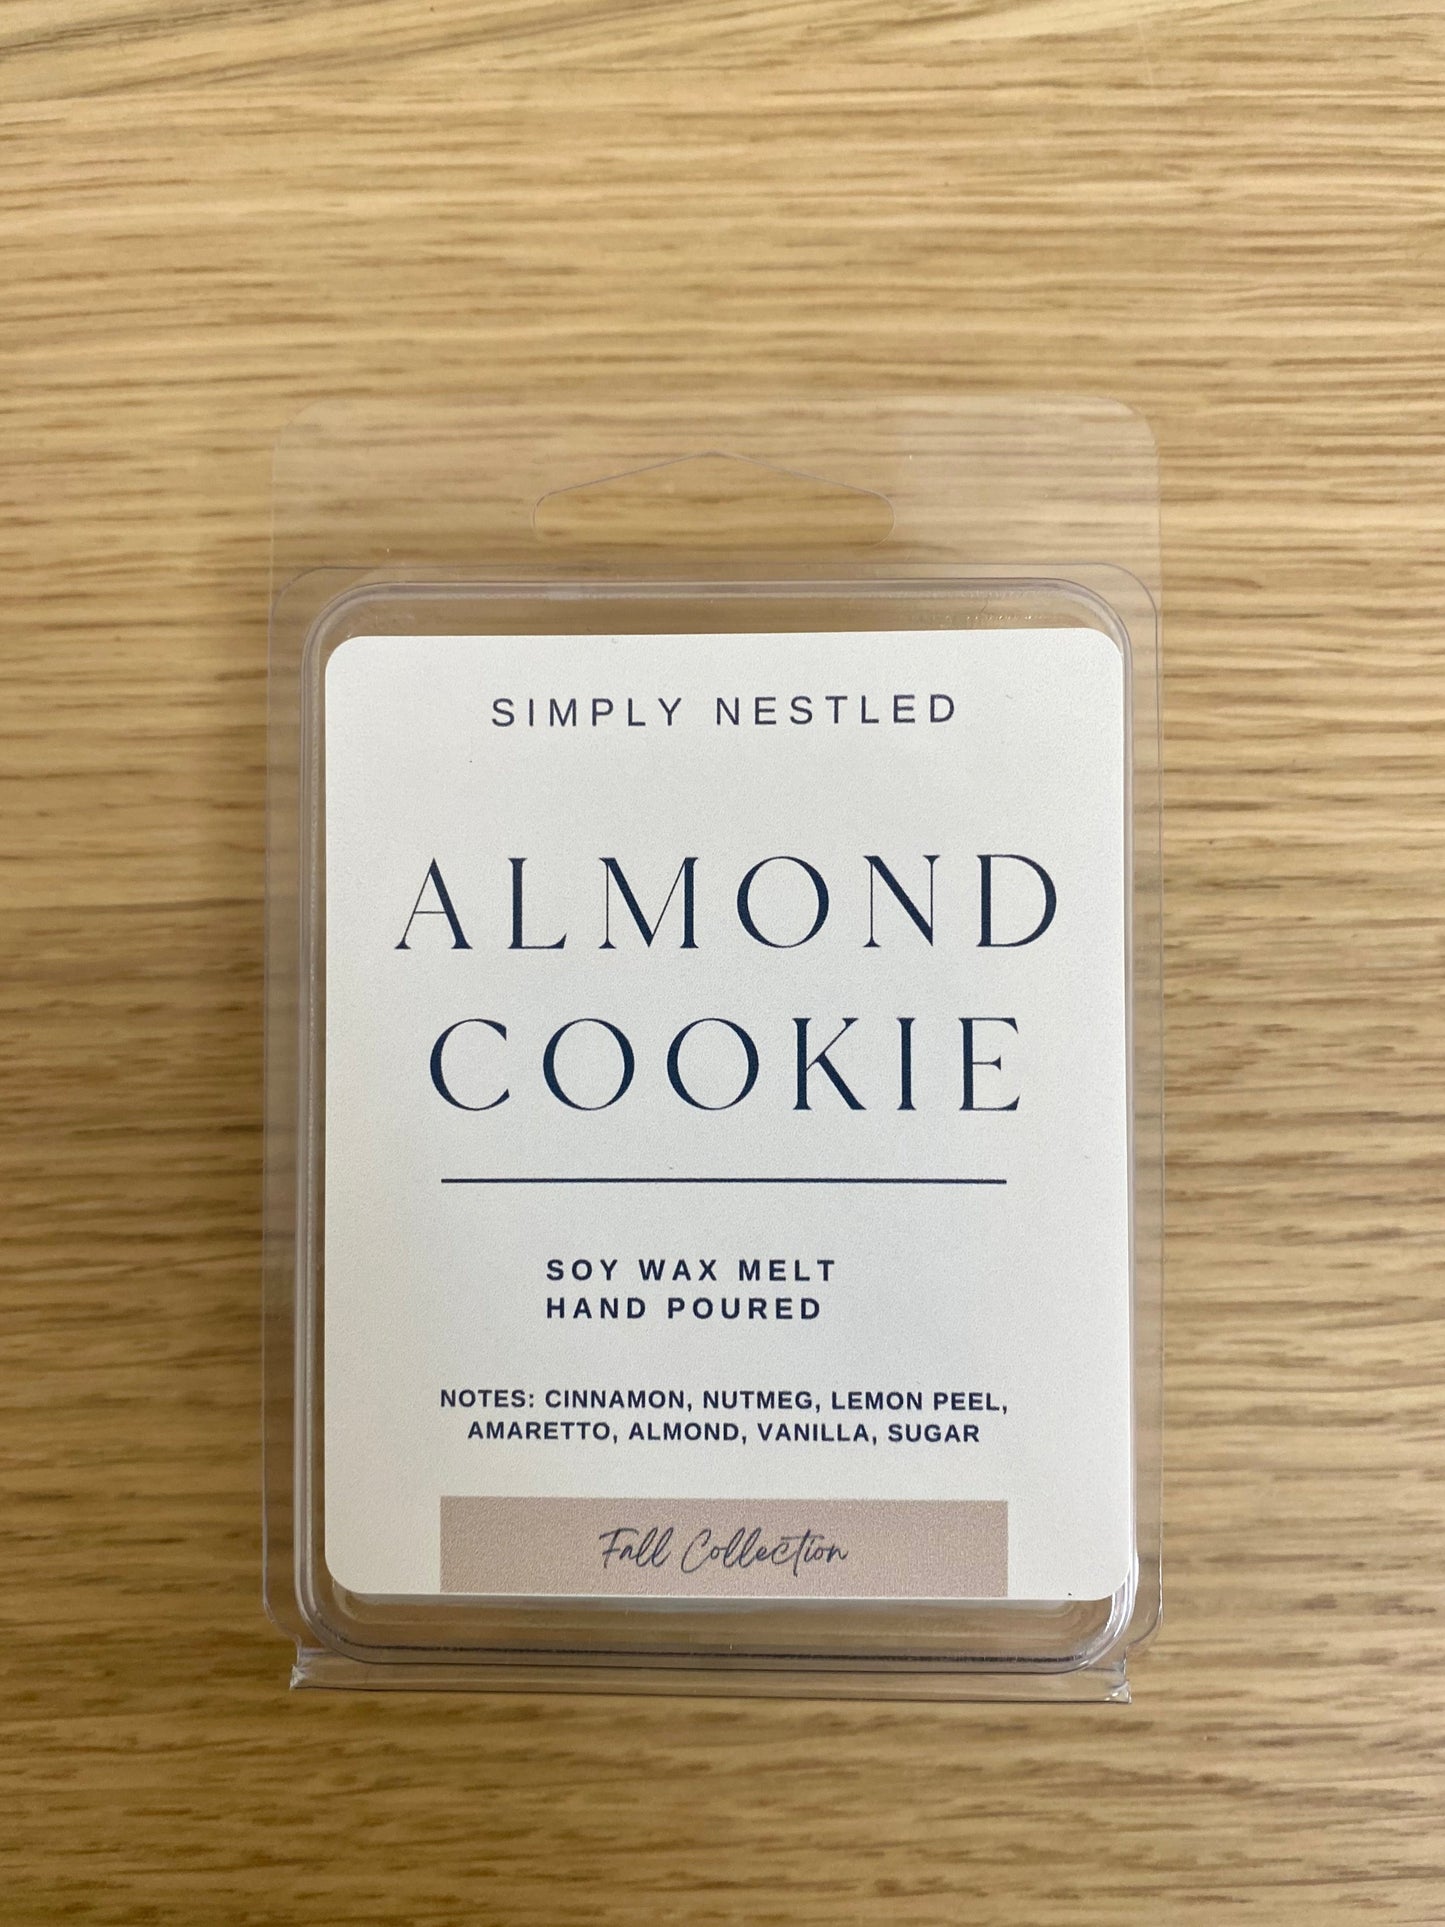 SIMPLY NESTLED
ALMOND
COOKIE
SOY WAX MELT
HAND POURED
NOTES: CINNAMON, NUTMEG, LEMON PEEL,
AMARETTO, ALMOND, VANILLA, SUGAR
Fall Collection